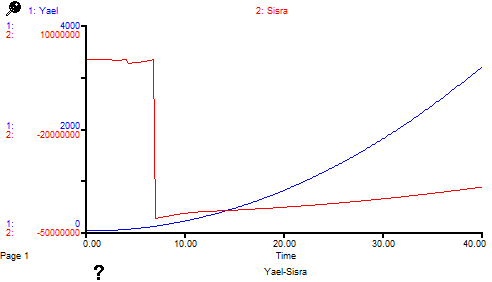 1: Yael 2: Sisra
1: 4000
2: 10000000
1: 2000
2: -20000000
1: 0
2: -50000000
0.00 10.00 20.00 30.00 40.00
Page 1 Time
Yael-Sisra
?